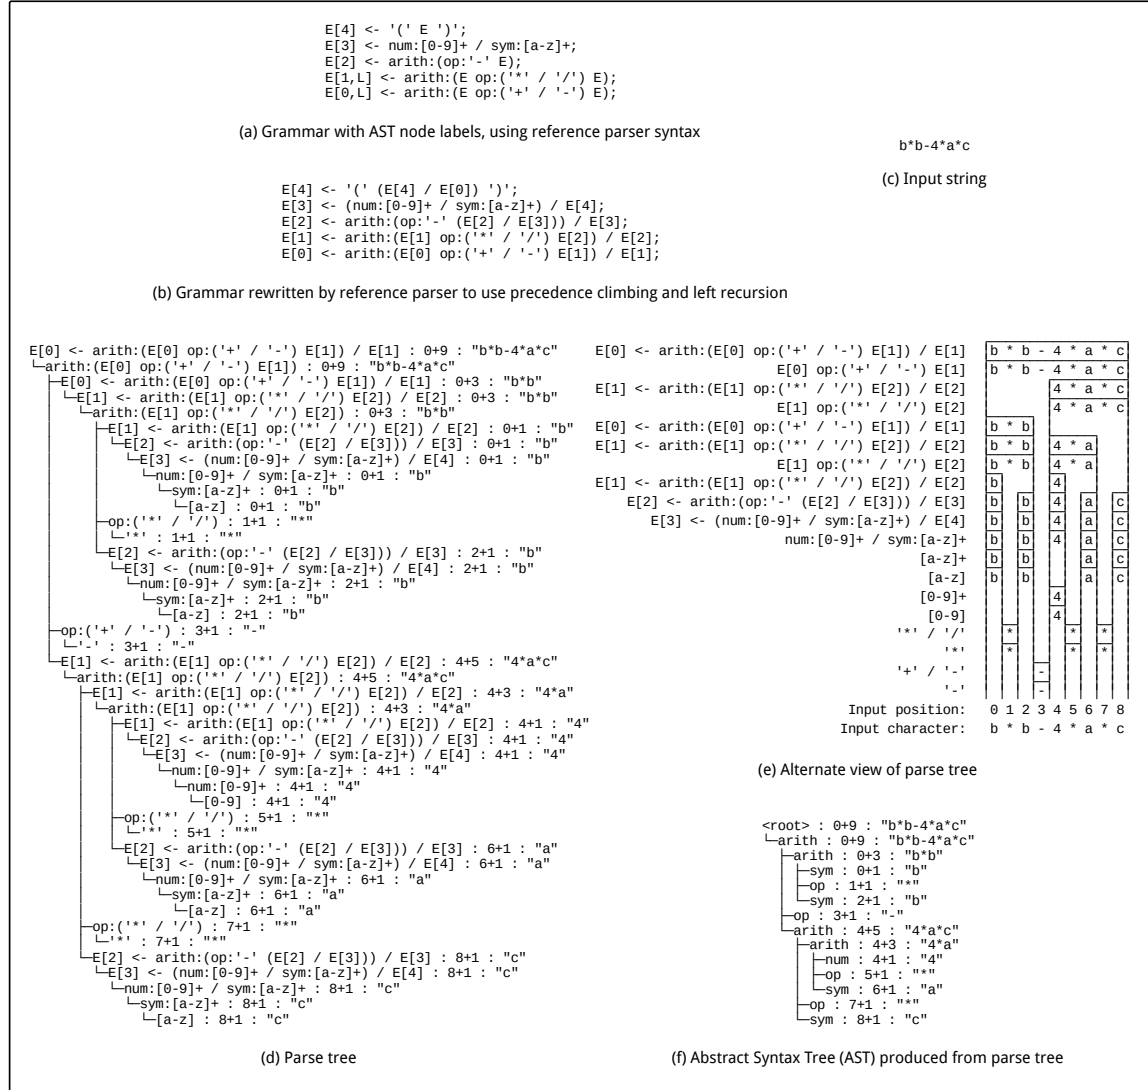 E[4] <- '(' E ')';
E[3] <- num:[0-9]+ / sym:[a-z]+;
E[2] <- arith:(op:'-' E);
E[1,L] <- arith:(E op:('*' / '/') E);
E[0,L] <- arith:(E op:('+' / '-') E);
(a) Grammar with AST node labels, using reference parser syntax
b*b-4*a*c
(c) Input string
E[4] <- '(' (E[4] / E[0]) ')';
E[3] <- (num:[0-9]+ / sym:[a-z]+) / E[4];
E[2] <- arith:(op:'-' (E[2] / E[3])) / E[3];
E[1] <- arith:(E[1] op:('*' / '/') E[2]) / E[2];
E[0] <- arith:(E[0] op:('+' / '-') E[1]) / E[1];
(b) Grammar rewritten by reference parser to use precedence climbing and left recursion
E[0] <- arith:(E[0] op:('+' / '-') E[1]) / E[1] : 0+9 : "b*b-4*a*c"
└─arith:(E[0] op:('+' / '-') E[1]) : 0+9 : "b*b-4*a*c"
├─E[0] <- arith:(E[0] op:('+' / '-') E[1]) / E[1] : 0+3 : "b*b"
│ └─E[1] <- arith:(E[1] op:('*' / '/') E[2]) / E[2] : 0+3 : "b*b"
│ └─arith:(E[1] op:('*' / '/') E[2]) : 0+3 : "b*b"
│ ├─E[1] <- arith:(E[1] op:('*' / '/') E[2]) / E[2] : 0+1 : "b"
│ │ └─E[2] <- arith:(op:'-' (E[2] / E[3])) / E[3] : 0+1 : "b"
│ │ └─E[3] <- (num:[0-9]+ / sym:[a-z]+) / E[4] : 0+1 : "b"
│ │ └─num:[0-9]+ / sym:[a-z]+ : 0+1 : "b"
│ │ └─sym:[a-z]+ : 0+1 : "b"
│ │ └─[a-z] : 0+1 : "b"
│ ├─op:('*' / '/') : 1+1 : "*"
│ │ └─'*' : 1+1 : "*"
│ └─E[2] <- arith:(op:'-' (E[2] / E[3])) / E[3] : 2+1 : "b"
│ └─E[3] <- (num:[0-9]+ / sym:[a-z]+) / E[4] : 2+1 : "b"
│ └─num:[0-9]+ / sym:[a-z]+ : 2+1 : "b"
│ └─sym:[a-z]+ : 2+1 : "b"
│ └─[a-z] : 2+1 : "b"
├─op:('+' / '-') : 3+1 : "-"
│ └─'-' : 3+1 : "-"
└─E[1] <- arith:(E[1] op:('*' / '/') E[2]) / E[2] : 4+5 : "4*a*c"
└─arith:(E[1] op:('*' / '/') E[2]) : 4+5 : "4*a*c"
├─E[1] <- arith:(E[1] op:('*' / '/') E[2]) / E[2] : 4+3 : "4*a"
│ └─arith:(E[1] op:('*' / '/') E[2]) : 4+3 : "4*a"
│ ├─E[1] <- arith:(E[1] op:('*' / '/') E[2]) / E[2] : 4+1 : "4"
│ │ └─E[2] <- arith:(op:'-' (E[2] / E[3])) / E[3] : 4+1 : "4"
│ │ └─E[3] <- (num:[0-9]+ / sym:[a-z]+) / E[4] : 4+1 : "4"
│ │ └─num:[0-9]+ / sym:[a-z]+ : 4+1 : "4"
│ │ └─num:[0-9]+ : 4+1 : "4"
│ │ └─[0-9] : 4+1 : "4"
│ ├─op:('*' / '/') : 5+1 : "*"
│ │ └─'*' : 5+1 : "*"
│ └─E[2] <- arith:(op:'-' (E[2] / E[3])) / E[3] : 6+1 : "a"
│ └─E[3] <- (num:[0-9]+ / sym:[a-z]+) / E[4] : 6+1 : "a"
│ └─num:[0-9]+ / sym:[a-z]+ : 6+1 : "a"
│ └─sym:[a-z]+ : 6+1 : "a"
│ └─[a-z] : 6+1 : "a"
├─op:('*' / '/') : 7+1 : "*"
│ └─'*' : 7+1 : "*"
└─E[2] <- arith:(op:'-' (E[2] / E[3])) / E[3] : 8+1 : "c"
└─E[3] <- (num:[0-9]+ / sym:[a-z]+) / E[4] : 8+1 : "c"
└─num:[0-9]+ / sym:[a-z]+ : 8+1 : "c"
└─sym:[a-z]+ : 8+1 : "c"
└─[a-z] : 8+1 : "c"
(d) Parse tree
E[0] <- arith:(E[0] op:('+' / '-') E[1]) / E[1] b * b - 4 * a * c
E[0] op:('+' / '-') E[1] b * b - 4 * a * c
E[1] <- arith:(E[1] op:('*' / '/') E[2]) / E[2] 4 * a * c
E[1] op:('*' / '/') E[2] 4 * a * c
E[0] <- arith:(E[0] op:('+' / '-') E[1]) / E[1] b * b
E[1] <- arith:(E[1] op:('*' / '/') E[2]) / E[2] b * b 4 * a
E[1] op:('*' / '/') E[2] b * b 4 * a
E[1] <- arith:(E[1] op:('*' / '/') E[2]) / E[2] b 4
E[2] <- arith:(op:'-' (E[2] / E[3])) / E[3] b b 4 a c
E[3] <- (num:[0-9]+ / sym:[a-z]+) / E[4] b b 4 a c
num:[0-9]+ / sym:[a-z]+ b b 4 a c
[a-z]+ b b a c
[a-z] b b a c
[0-9]+ 4
[0-9] 4
'*' / '/' * * *
'*' * * *
'+' / '-' -
'-' -
Input position: 0 1 2 3 4 5 6 7 8
Input character: b * b - 4 * a * c
(e) Alternate view of parse tree
<root> : 0+9 : "b*b-4*a*c"
└─arith : 0+9 : "b*b-4*a*c"
├─arith : 0+3 : "b*b"
│ ├─sym : 0+1 : "b"
│ ├─op : 1+1 : "*"
│ └─sym : 2+1 : "b"
├─op : 3+1 : "-"
└─arith : 4+5 : "4*a*c"
├─arith : 4+3 : "4*a"
│ ├─num : 4+1 : "4"
│ ├─op : 5+1 : "*"
│ └─sym : 6+1 : "a"
├─op : 7+1 : "*"
└─sym : 8+1 : "c"
(f) Abstract Syntax Tree (AST) produced from parse tree